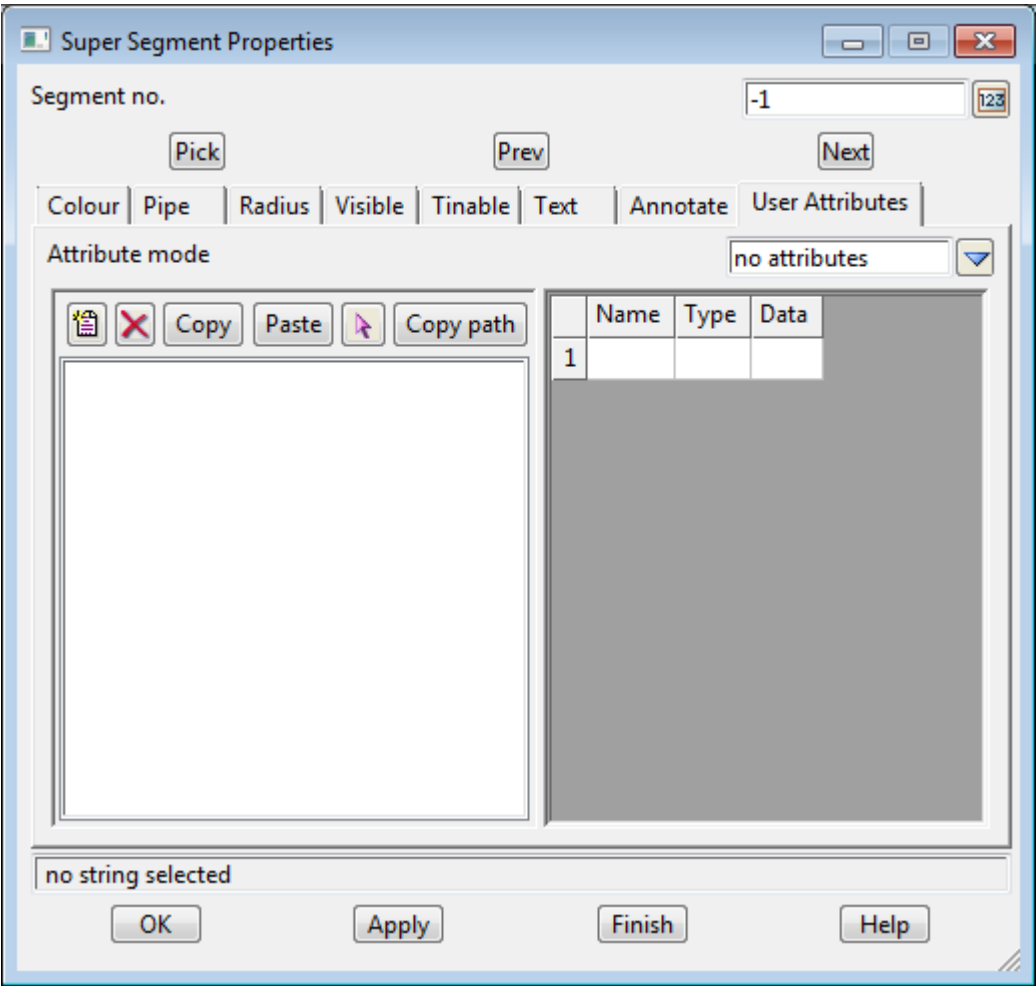 Super Segment Properties
Segment no. -1 123
Pick Prev Next
Colour Pipe Radius Visible Tinable Text Annotate User Attributes
Attribute mode no attributes
Copy Paste Copy path
Name Type Data
1
no string selected
OK Apply Finish Help